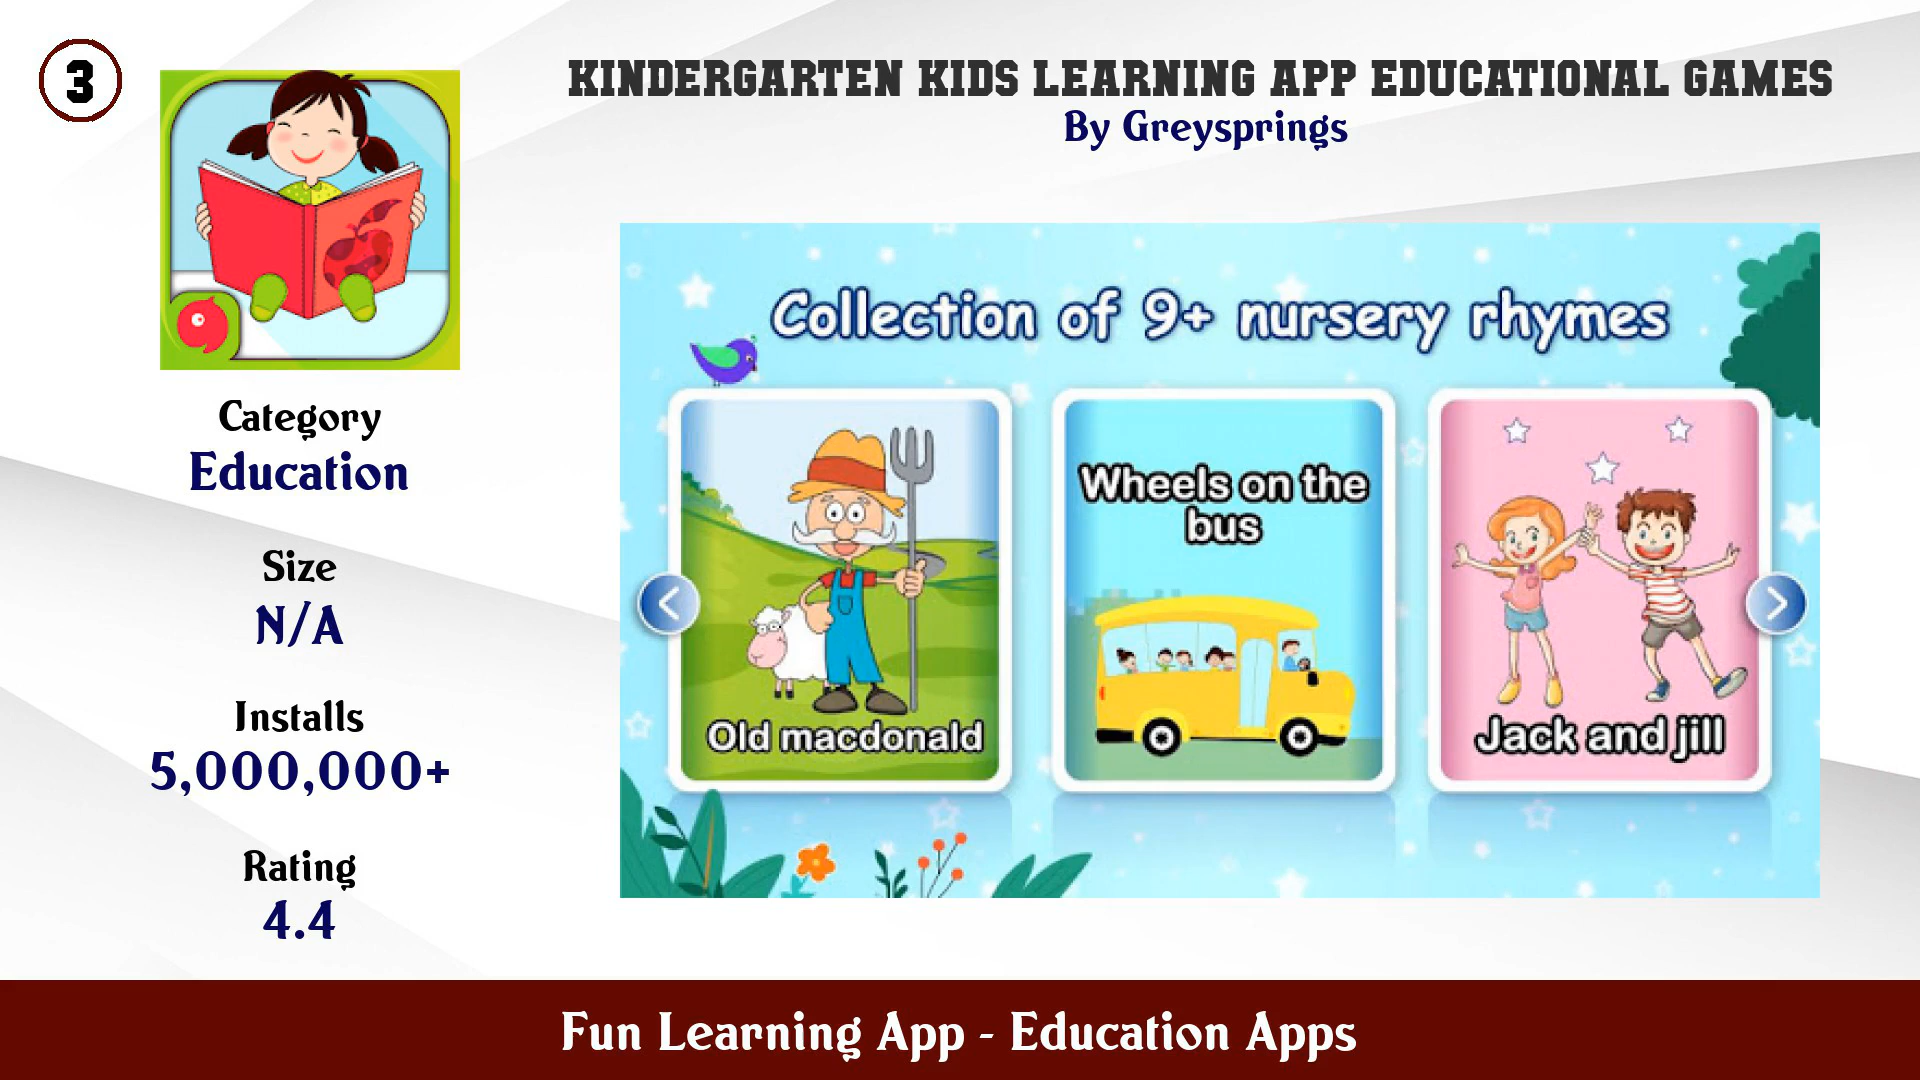 3
KINDERGARTEN KIDS LEARNING APP EDUCATIONAL GAMES
By Greysprings
Category
Education
Size
N/A
Installs
5,000,000+
Rating
4.4
Collection of 9+ nursery rhymes
Old macdonald
Wheels on the
bus
Jack and jill
Fun Learning App - Education Apps